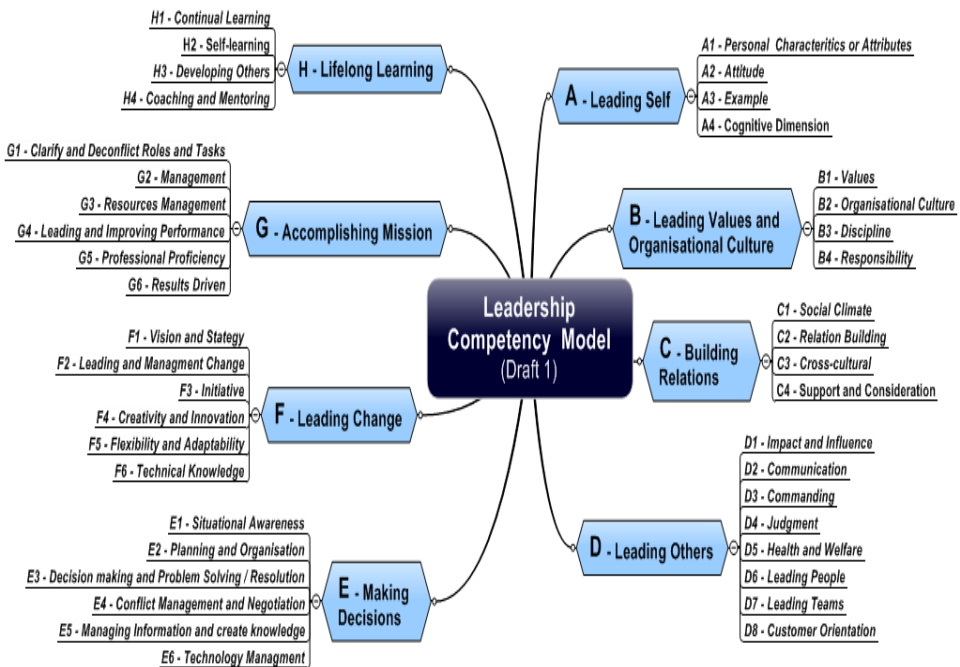 Leadership
Competency Model
(Draft 1)
A - Leading Self
A1 - Personal Characteritics or Attributes
A2 - Attitude
A3 - Example
A4 - Cognitive Dimension
B - Leading Values and
Organisational Culture
B1 - Values
B2 - Organisational Culture
B3 - Discipline
B4 - Responsibility
C - Building
Relations
C1 - Social Climate
C2 - Relation Building
C3 - Cross-cultural
C4 - Support and Consideration
D - Leading Others
D1 - Impact and Influence
D2 - Communication
D3 - Commanding
D4 - Judgment
D5 - Health and Welfare
D6 - Leading People
D7 - Leading Teams
D8 - Customer Orientation
E - Making
Decisions
E1 - Situational Awareness
E2 - Planning and Organisation
E3 - Decision making and Problem Solving / Resolution
E4 - Conflict Management and Negotiation
E5 - Managing Information and create knowledge
E6 - Technology Managment
F - Leading Change
F1 - Vision and Stategy
F2 - Leading and Managment Change
F3 - Initiative
F4 - Creativity and Innovation
F5 - Flexibility and Adaptability
F6 - Technical Knowledge
G - Accomplishing Mission
G1 - Clarify and Deconflict Roles and Tasks
G2 - Management
G3 - Resources Management
G4 - Leading and Improving Performance
G5 - Professional Proficiency
G6 - Results Driven
H - Lifelong Learning
H1 - Continual Learning
H2 - Self-learning
H3 - Developing Others
H4 - Coaching and Mentoring